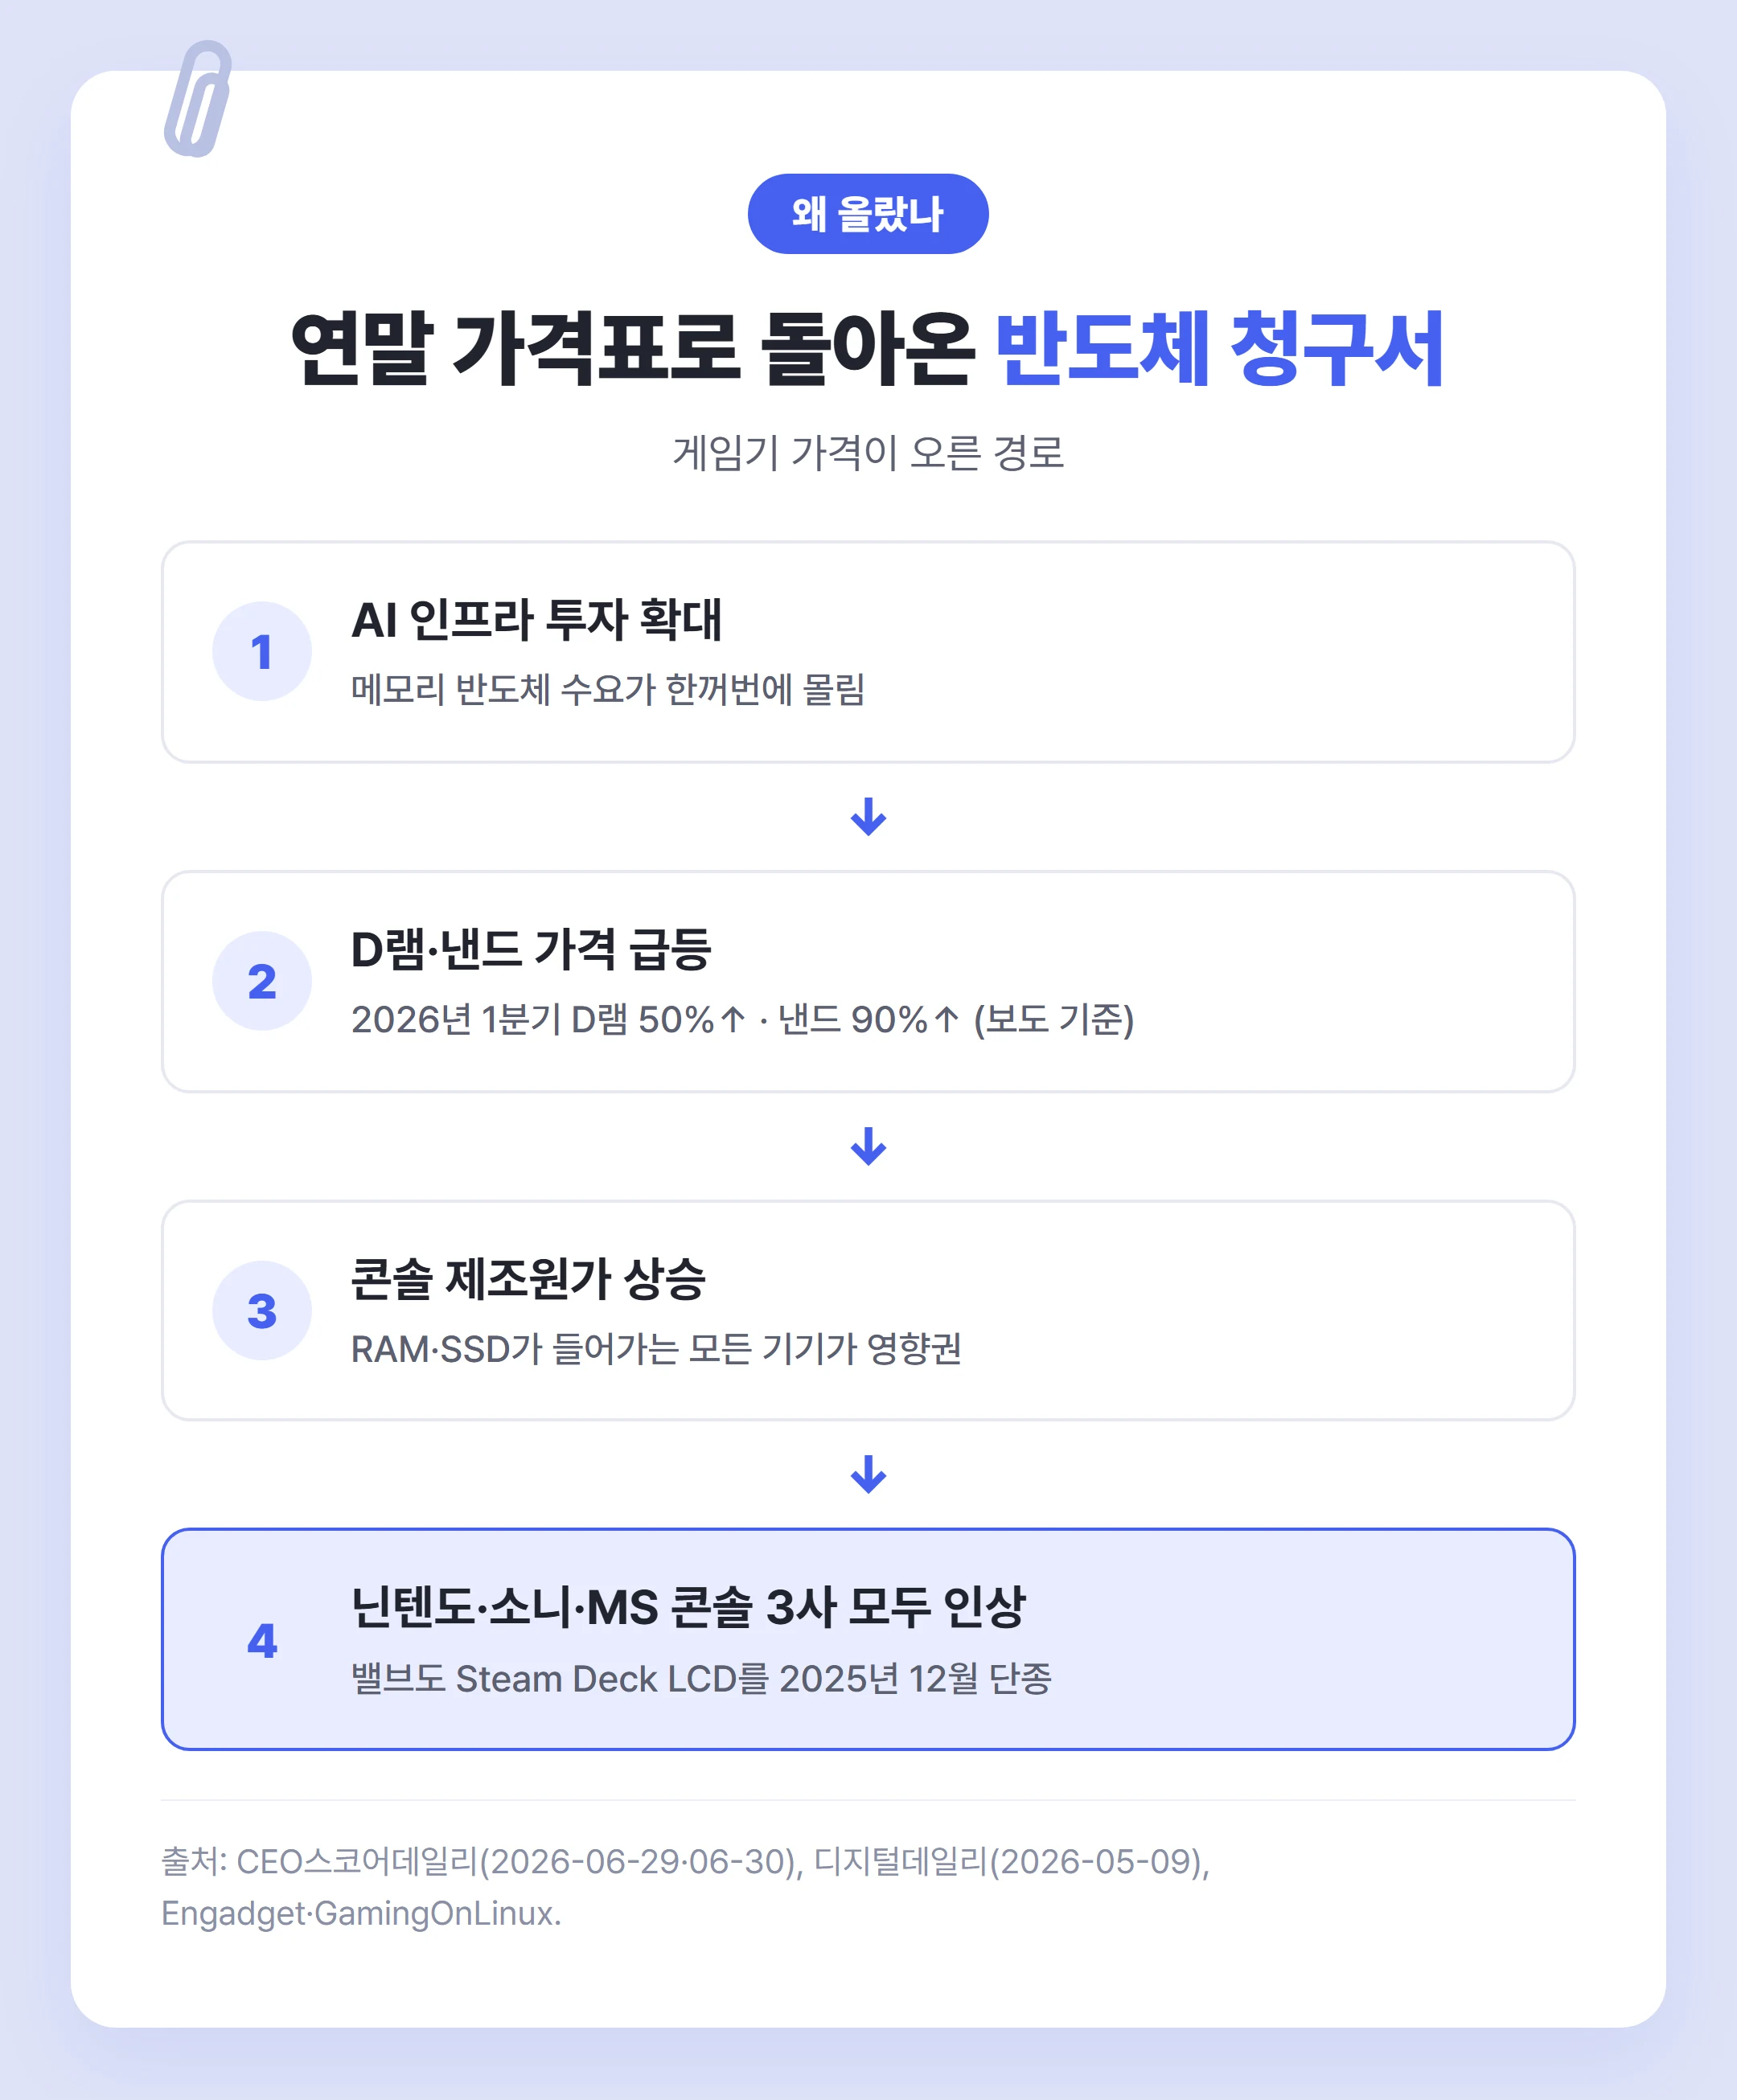 왜 올랐나
연말 가격표로 돌아온 반도체 청구서
게임기 가격이 오른 경로
1
AI 인프라 투자 확대
메모리 반도체 수요가 한꺼번에 몰림
↓
2
D램·낸드 가격 급등
2026년 1분기 D램 50%↑ · 낸드 90%↑ (보도 기준)
↓
3
콘솔 제조원가 상승
RAM·SSD가 들어가는 모든 기기가 영향권
↓
4
닌텐도·소니·MS 콘솔 3사 모두 인상
밸브도 Steam Deck LCD를 2025년 12월 단종
출처: CEO스코어데일리(2026-06-29·06-30), 디지털데일리(2026-05-09),
Engadget·GamingOnLinux.